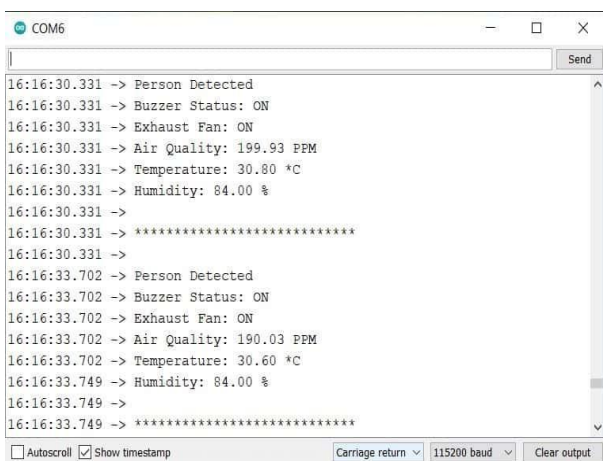 COM6
Send
16:16:30.331 -> Person Detected
16:16:30.331 -> Buzzer Status: ON
16:16:30.331 -> Exhaust Fan: ON
16:16:30.331 -> Air Quality: 199.93 PPM
16:16:30.331 -> Temperature: 30.80 *C
16:16:30.331 -> Humidity: 84.00 %
16:16:30.331 ->
16:16:30.331 -> ****************************
16:16:30.331 ->
16:16:33.702 -> Person Detected
16:16:33.702 -> Buzzer Status: ON
16:16:33.702 -> Exhaust Fan: ON
16:16:33.702 -> Air Quality: 190.03 PPM
16:16:33.702 -> Temperature: 30.60 *C
16:16:33.749 -> Humidity: 84.00 %
16:16:33.749 ->
16:16:33.749 -> ****************************
Autoscroll Show timestamp Carriage return 115200 baud Clear output